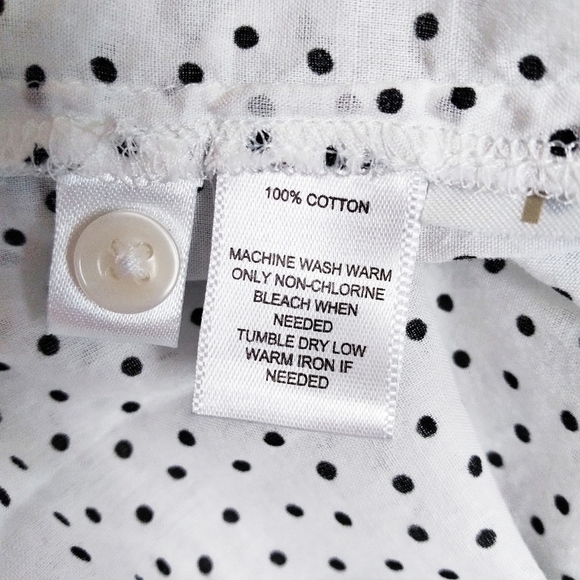 100% COTTON
MACHINE WASH WARM
ONLY NON-CHLORINE
BLEACH WHEN
NEEDED
TUMBLE DRY LOW
WARM IRON IF
NEEDED